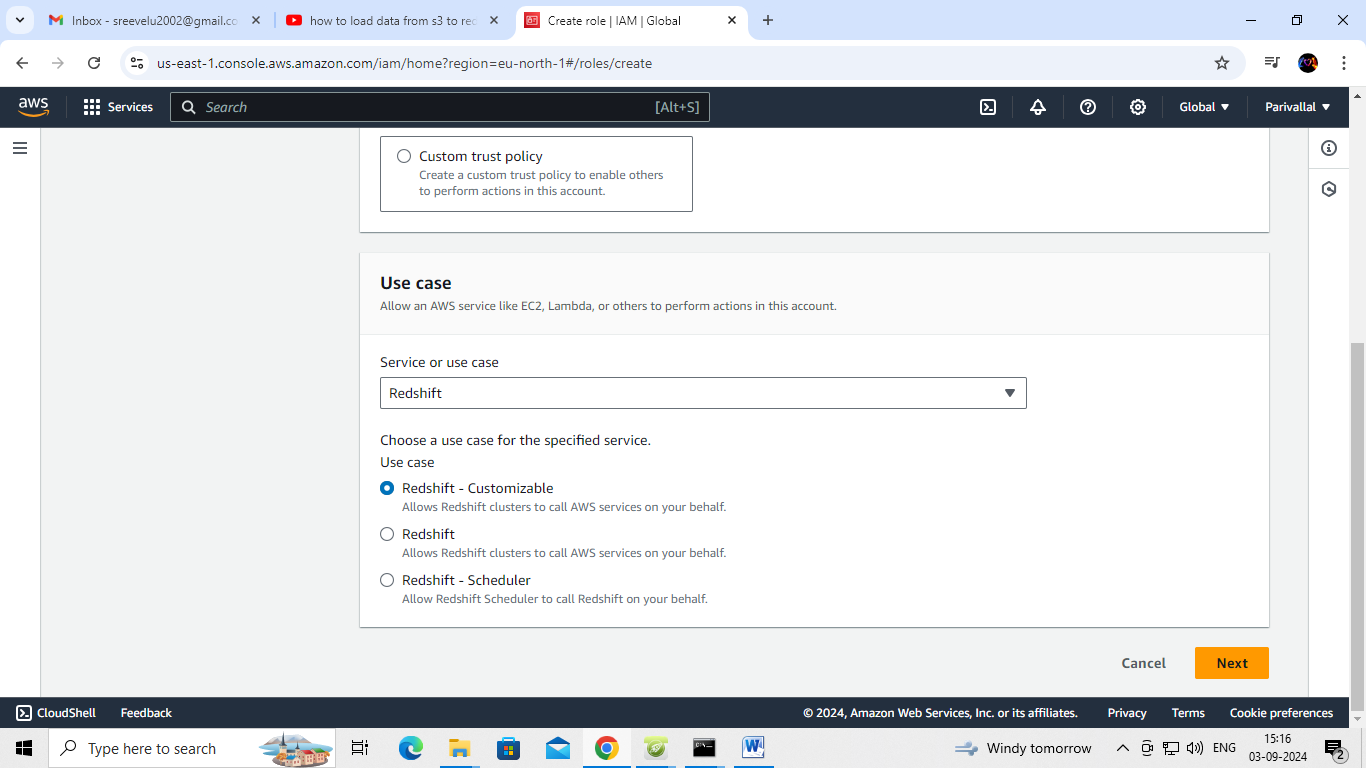 Inbox - sreevelu2002@gmail.co
how to load data from s3 to rec
Create role | IAM | Global
us-east-1.console.aws.amazon.com/iam/home?region=eu-north-1#/roles/create
aws
Services
Search
[Alt+S]
Global
Parivallal
Custom trust policy
Create a custom trust policy to enable others
to perform actions in this account.
Use case
Allow an AWS service like EC2, Lambda, or others to perform actions in this account.
Service or use case
Redshift
Choose a use case for the specified service.
Use case
Redshift - Customizable
Allows Redshift clusters to call AWS services on your behalf.
Redshift
Allows Redshift clusters to call AWS services on your behalf.
Redshift - Scheduler
Allow Redshift Scheduler to call Redshift on your behalf.
Cancel
Next
CloudShell
Feedback
© 2024, Amazon Web Services, Inc. or its affiliates.
Privacy
Terms
Cookie preferences
Type here to search
Windy tomorrow
ENG
15:16
03-09-2024
2